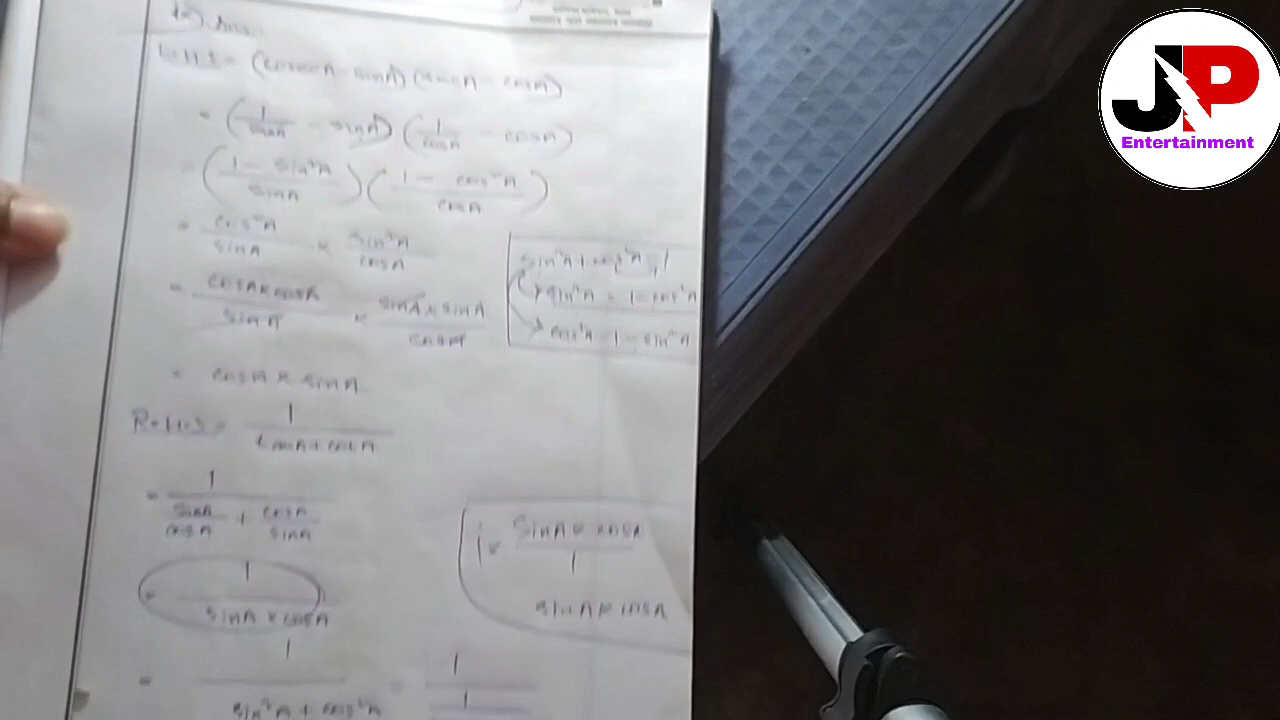 Ans.
L.H.S = (cosecA - sinA) (secA - cosA)
= (1/sinA - sinA) (1/cosA - cosA)
= (1 - sin²A / sinA) (1 - cos²A / cosA)
= cos²A / sinA × sin²A / cosA
= cosA×cosA / sinA × sinA×sinA / cosA
sin²A + cos²A = 1
sin²A = 1 - cos²A
cos²A = 1 - sin²A
= cosA × sinA
R.H.S = 1 / tanA + cotA
= 1 / sinA/cosA + cosA/sinA
= 1 / sinA × cosA
1 × sinA × cosA / 1
sinA × cosA
= 1 / sin²A + cos²A = 1 / 1
JP
Entertainment